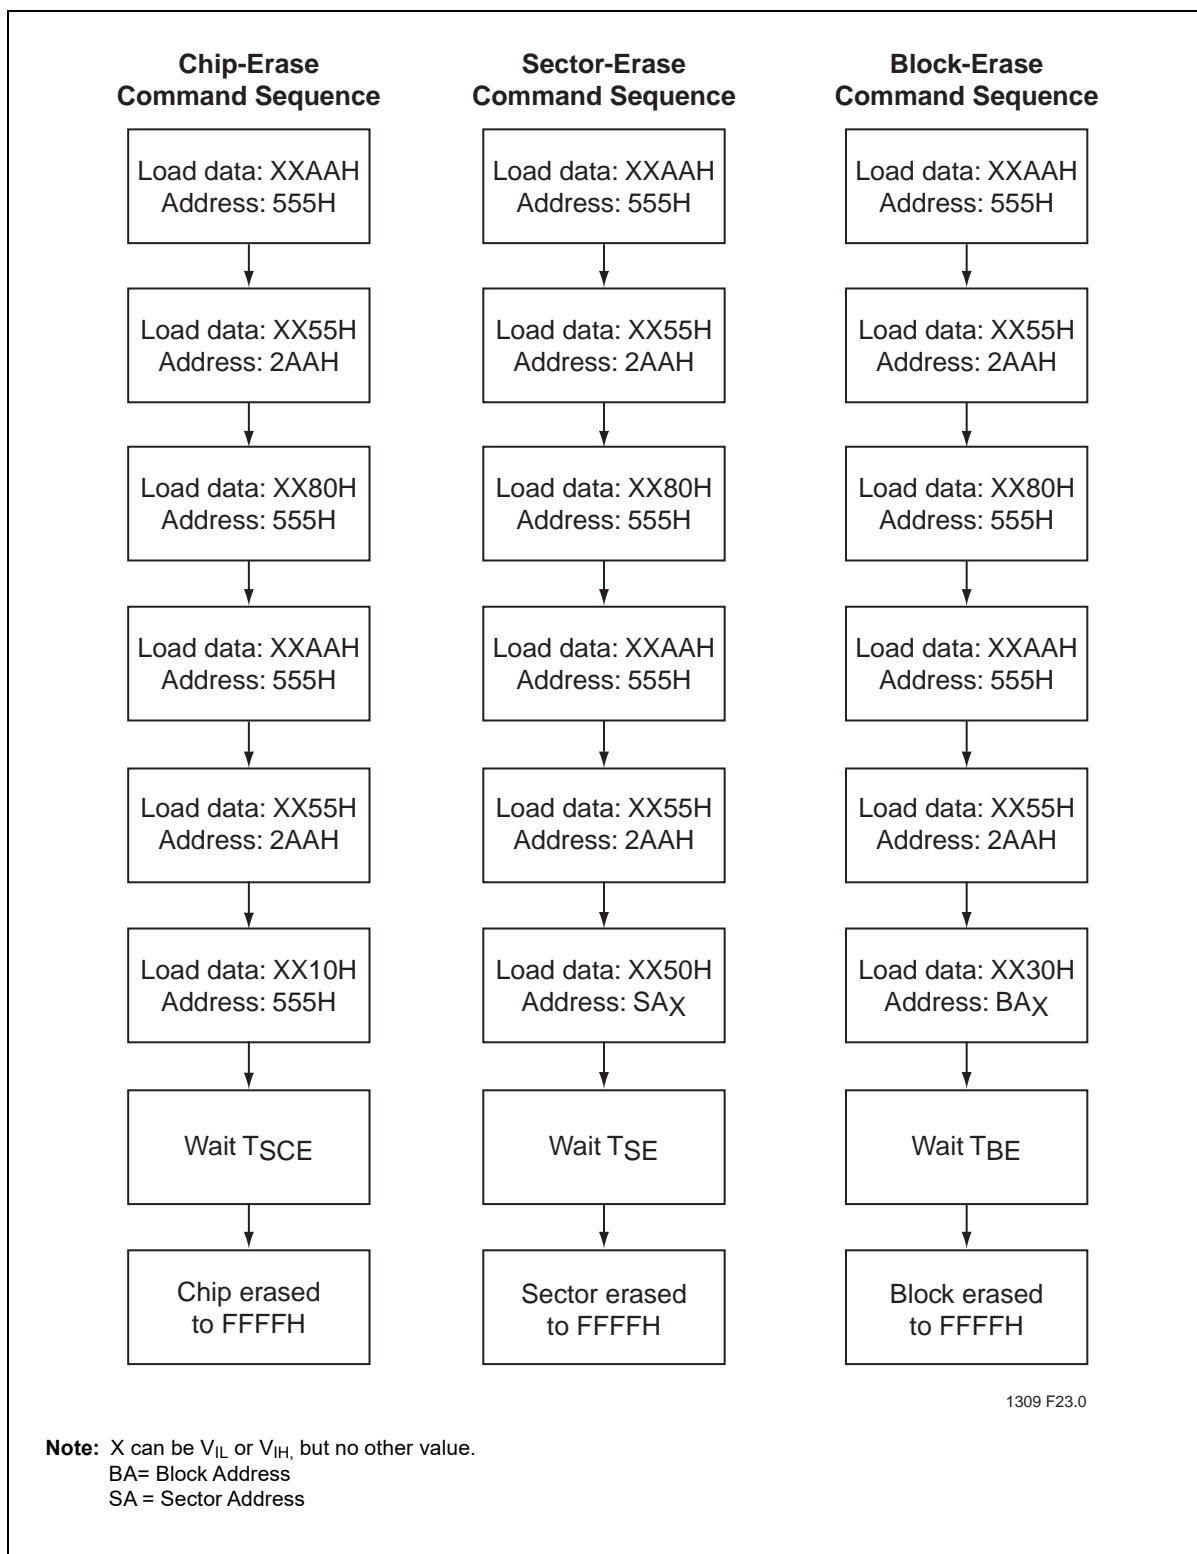 Chip-Erase
Command Sequence
Load data: XXAAH
Address: 555H
Load data: XX55H
Address: 2AAH
Load data: XX80H
Address: 555H
Load data: XXAAH
Address: 555H
Load data: XX55H
Address: 2AAH
Load data: XX10H
Address: 555H
Wait TSCE
Chip erased
to FFFFH
Sector-Erase
Command Sequence
Load data: XXAAH
Address: 555H
Load data: XX55H
Address: 2AAH
Load data: XX80H
Address: 555H
Load data: XXAAH
Address: 555H
Load data: XX55H
Address: 2AAH
Load data: XX50H
Address: SAX
Wait TSE
Sector erased
to FFFFH
Block-Erase
Command Sequence
Load data: XXAAH
Address: 555H
Load data: XX55H
Address: 2AAH
Load data: XX80H
Address: 555H
Load data: XXAAH
Address: 555H
Load data: XX55H
Address: 2AAH
Load data: XX30H
Address: BAX
Wait TBE
Block erased
to FFFFH
1309 F23.0
Note: X can be VIL or VIH, but no other value.
BA= Block Address
SA = Sector Address